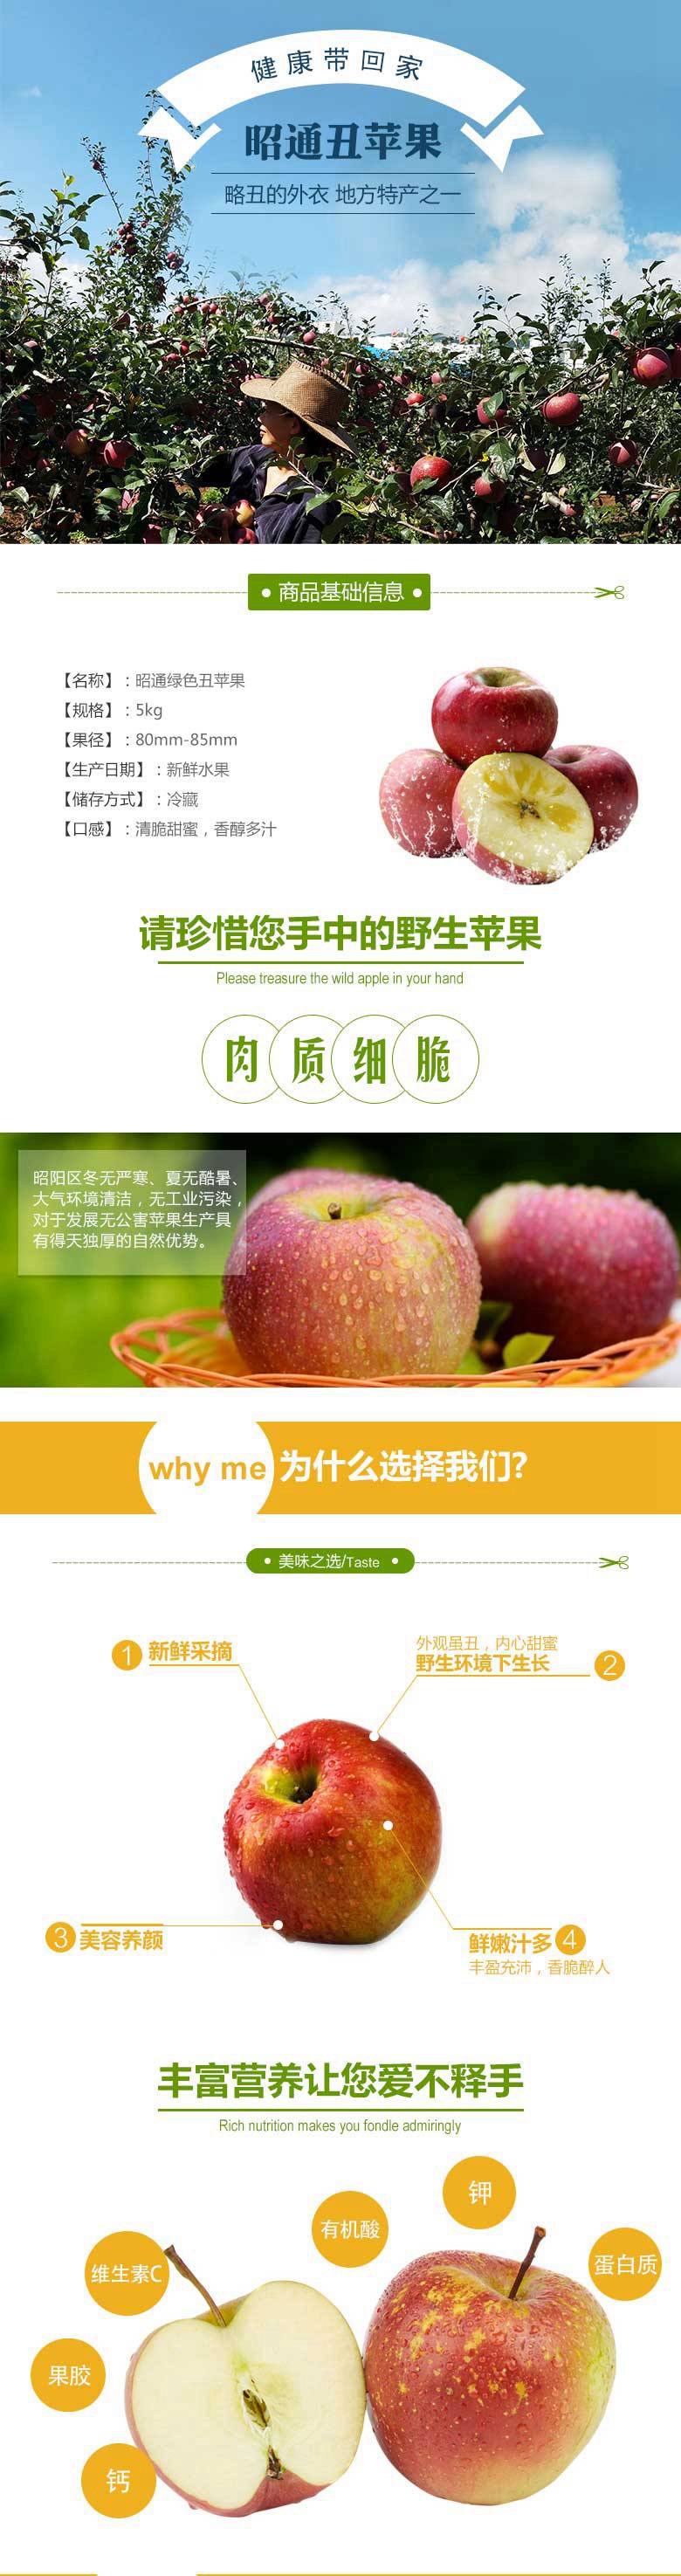 健康带回家
昭通丑苹果
略丑的外衣 地方特产之一
商品基础信息
【名称】：昭通绿色丑苹果
【规格】：5kg
【果径】：80mm-85mm
【生产日期】：新鲜水果
【储存方式】：冷藏
【口感】：清脆甜蜜，香醇多汁
请珍惜您手中的野生苹果
Please treasure the wild apple in your hand
肉质细脆
昭阳区冬无严寒、夏无酷暑、
大气环境清洁，无工业污染，
对于发展无公害苹果生产具
有得天独厚的自然优势。
why me 为什么选择我们?
美味之选/Taste
1 新鲜采摘
外观虽丑，内心甜蜜
野生环境下生长 2
3 美容养颜
鲜嫩汁多 4
丰盈充沛，香脆醉人
丰富营养让您爱不释手
Rich nutrition makes you fondle admiringly
钾
有机酸
蛋白质
维生素C
果胶
钙